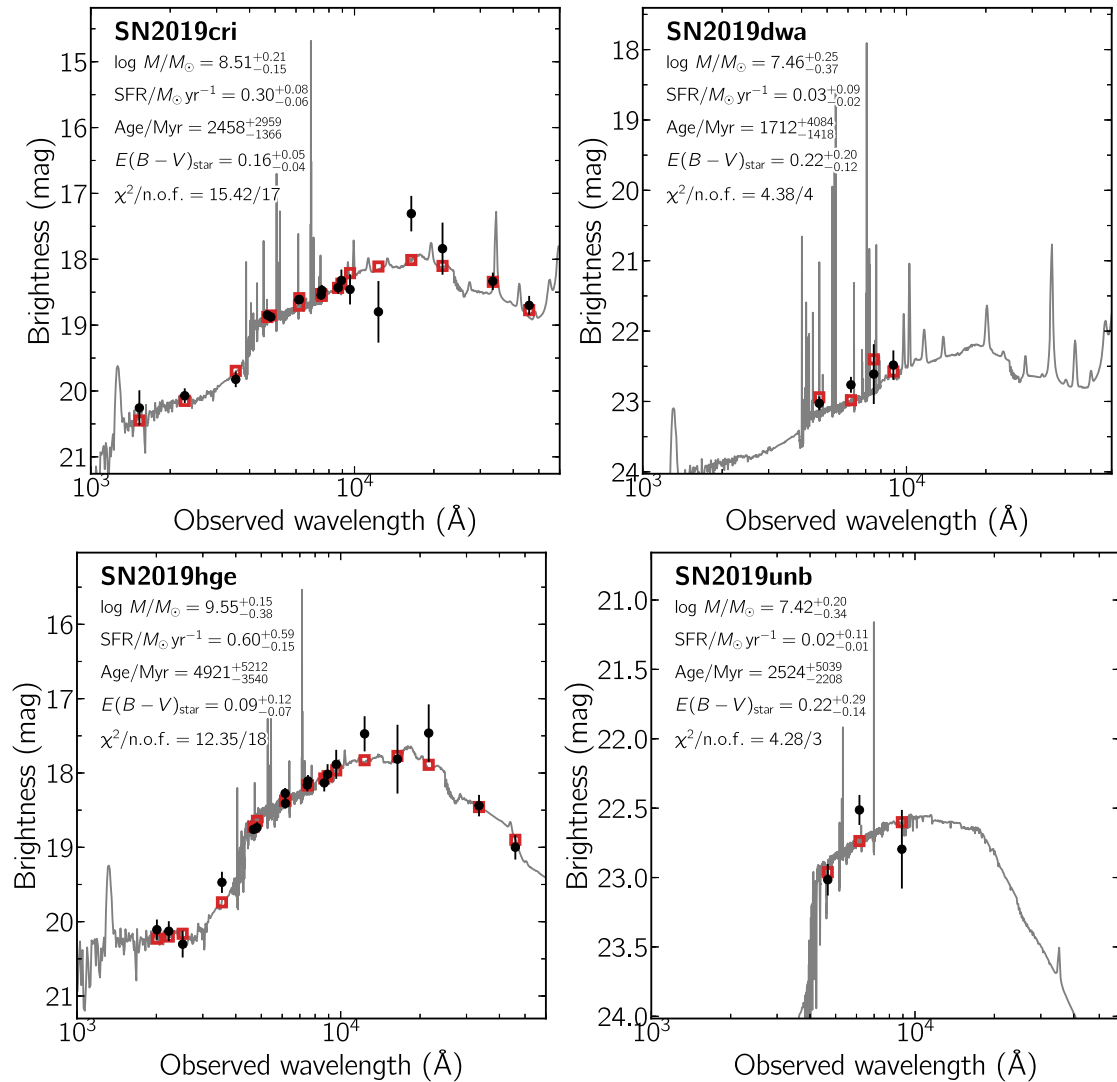 SN2019cri
log M/M⊙ = 8.51 +0.21 −0.15
SFR/M⊙ yr−1 = 0.30 +0.08 −0.06
Age/Myr = 2458 +2959 −1366
E(B − V)star = 0.16 +0.05 −0.04
χ2/n.o.f. = 15.42/17
15
16
17
18
19
20
21
Brightness (mag)
10^3
10^4
Observed wavelength (Å)
SN2019dwa
log M/M⊙ = 7.46 +0.25 −0.37
SFR/M⊙ yr−1 = 0.03 +0.09 −0.02
Age/Myr = 1712 +4084 −1418
E(B − V)star = 0.22 +0.20 −0.12
χ2/n.o.f. = 4.38/4
18
19
20
21
22
23
24
Brightness (mag)
10^3
10^4
Observed wavelength (Å)
SN2019hge
log M/M⊙ = 9.55 +0.15 −0.38
SFR/M⊙ yr−1 = 0.60 +0.59 −0.15
Age/Myr = 4921 +5212 −3540
E(B − V)star = 0.09 +0.12 −0.07
χ2/n.o.f. = 12.35/18
16
17
18
19
20
21
Brightness (mag)
10^3
10^4
Observed wavelength (Å)
SN2019unb
log M/M⊙ = 7.42 +0.20 −0.34
SFR/M⊙ yr−1 = 0.02 +0.11 −0.01
Age/Myr = 2524 +5039 −2208
E(B − V)star = 0.22 +0.29 −0.14
χ2/n.o.f. = 4.28/3
21.0
21.5
22.0
22.5
23.0
23.5
24.0
Brightness (mag)
10^3
10^4
Observed wavelength (Å)